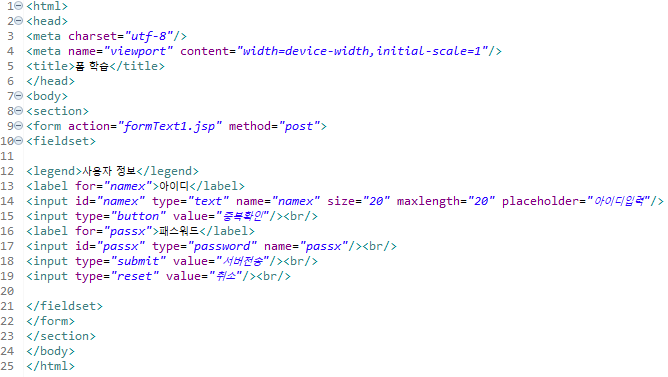 1 <html>
2 <head>
3 <meta charset="utf-8"/>
4 <meta name="viewport" content="width=device-width,initial-scale=1"/>
5 <title>폼 학습</title>
6 </head>
7 <body>
8 <section>
9 <form action="formText1.jsp" method="post">
10 <fieldset>
11
12 <legend>사용자 정보</legend>
13 <label for="namex">아이디</label>
14 <input id="namex" type="text" name="namex" size="20" maxlength="20" placeholder="아이디입력"/>
15 <input type="button" value="중복확인"/><br/>
16 <label for="passx">패스워드</label>
17 <input id="passx" type="password" name="passx"/><br/>
18 <input type="submit" value="서버전송"/><br/>
19 <input type="reset" value="취소"/><br/>
20
21 </fieldset>
22 </form>
23 </section>
24 </body>
25 </html>